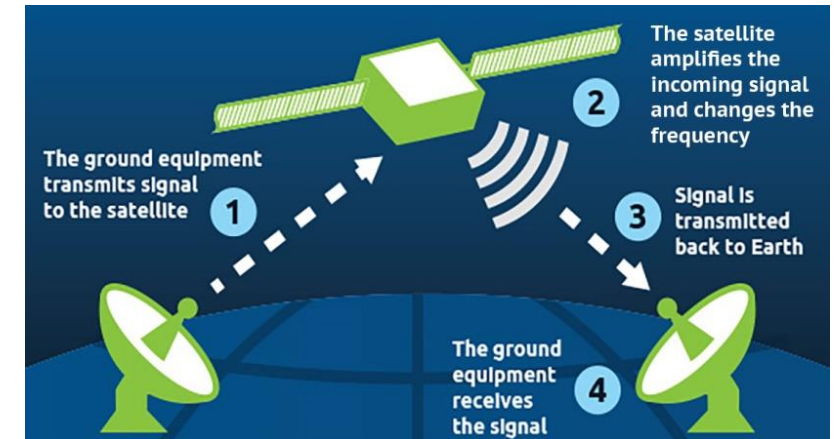 The ground equipment
transmits signal
to the satellite
1
2
The satellite
amplifies the
incoming signal
and changes the
frequency
3
Signal is
transmitted
back to Earth
The ground
equipment
receives
the signal
4